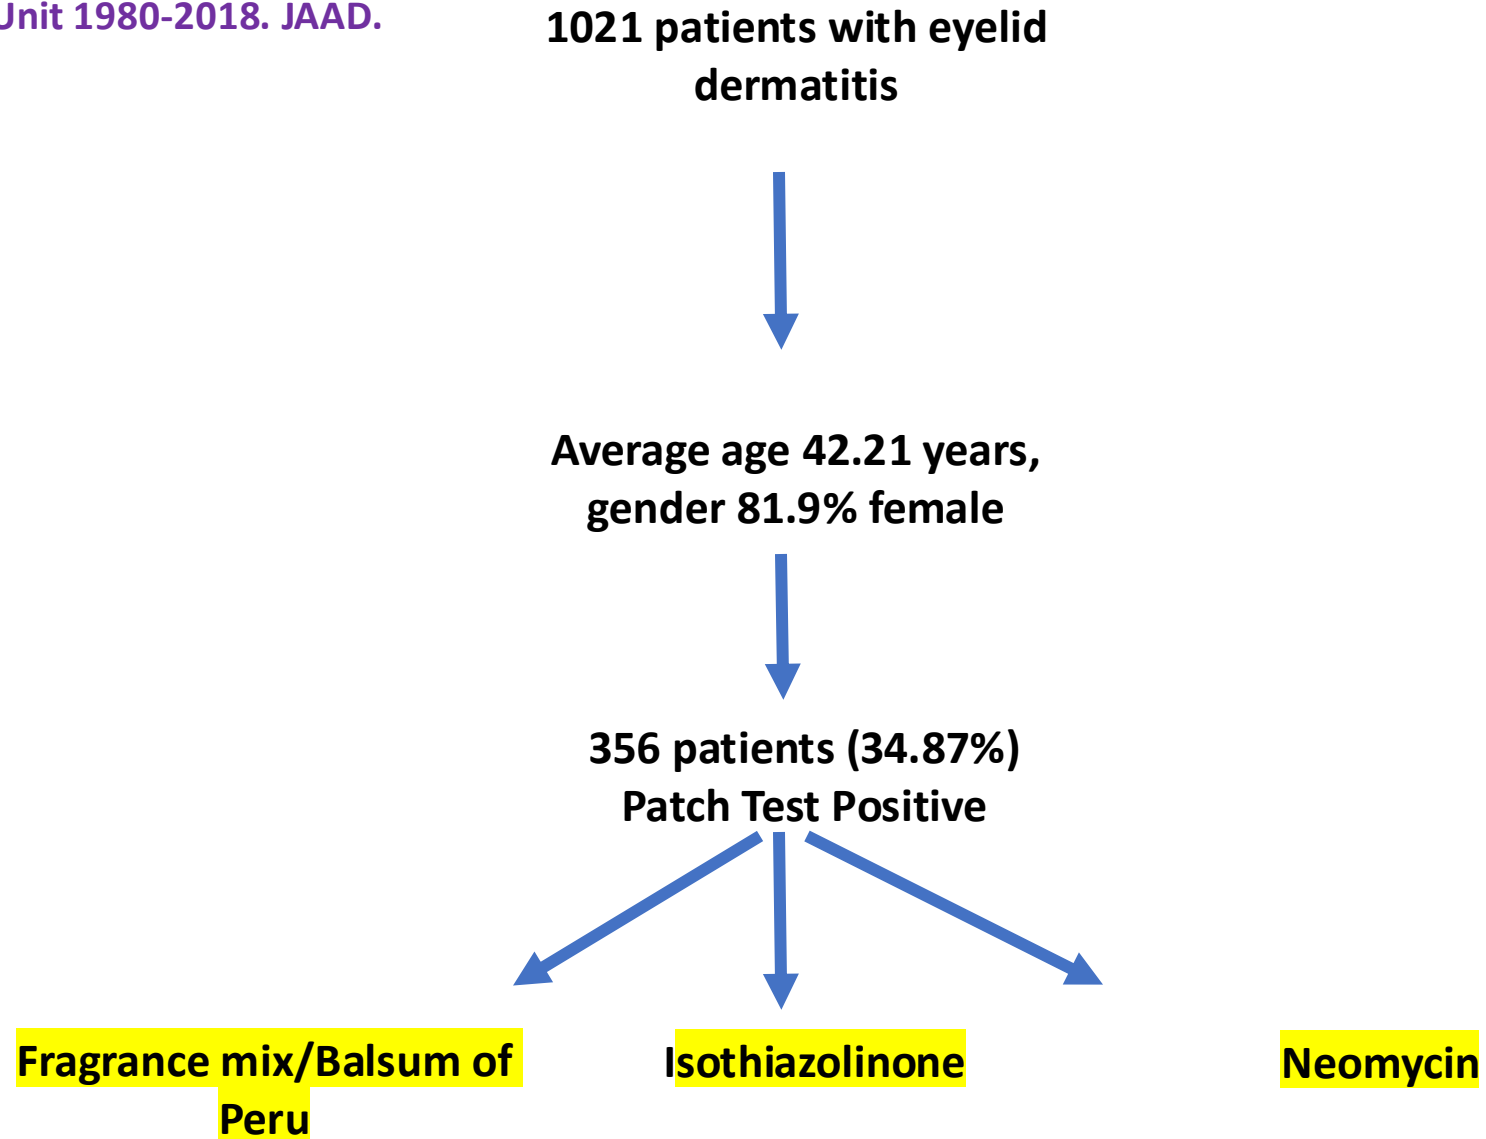 Unit 1980-2018. JAAD.
1021 patients with eyelid
dermatitis
Average age 42.21 years,
gender 81.9% female
356 patients (34.87%)
Patch Test Positive
Fragrance mix/Balsum of
Peru
Isothiazolinone
Neomycin